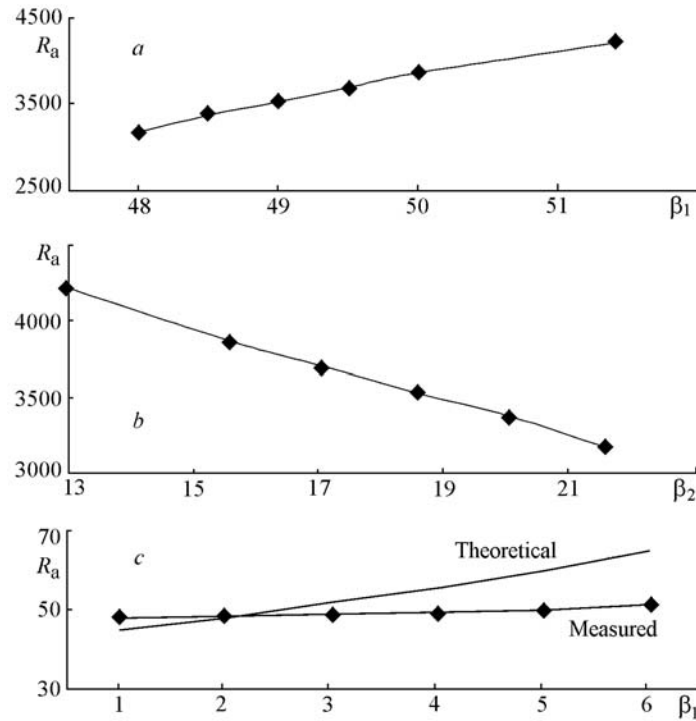 4500
Ra
a
3500
2500
48 49 50 51 β1
Ra
4000
3500
b
3000
13 15 17 19 21 β2
70
c
Theoretical
Ra
50
Measured
30
1 2 3 4 5 6 β1